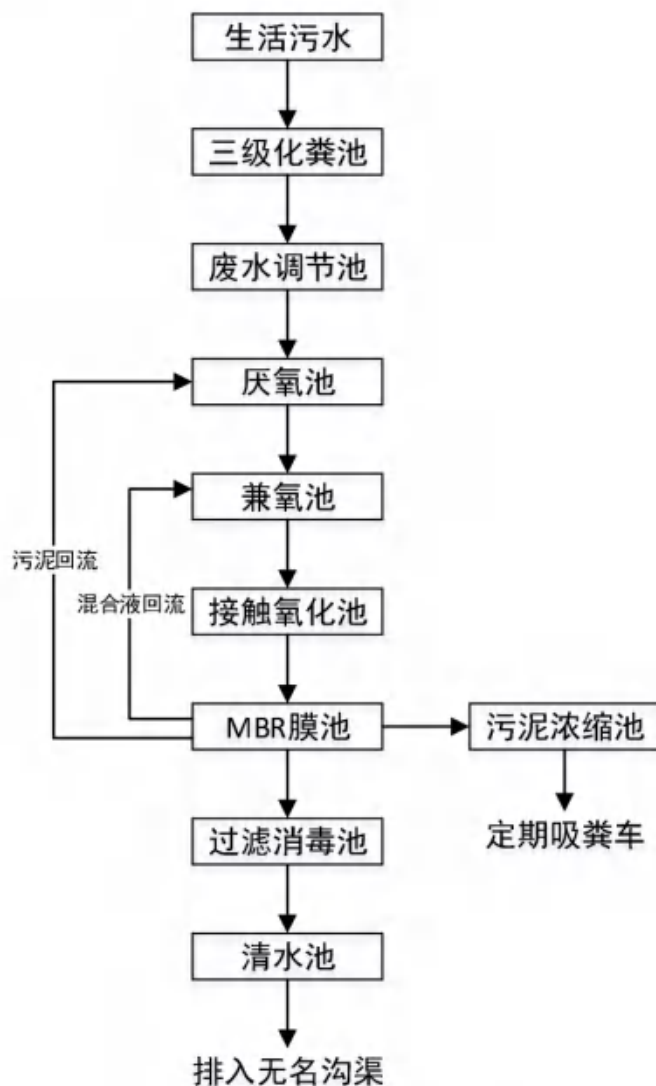 生活污水
三级化粪池
废水调节池
厌氧池
兼氧池
污泥回流
混合液回流
接触氧化池
MBR膜池
污泥浓缩池
过滤消毒池
定期吸粪车
清水池
排入无名沟渠